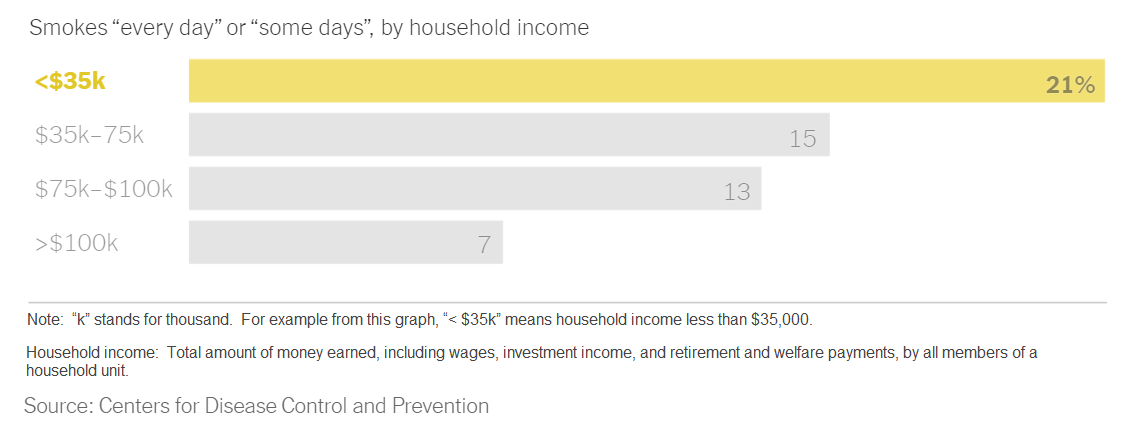 Smokes “every day” or “some days”, by household income
<$35k 21%
$35k–75k 15
$75k–$100k 13
>$100k 7
Note:  “k” stands for thousand.  For example from this graph, “< $35k” means household income less than $35,000.
Household income:  Total amount of money earned, including wages, investment income, and retirement and welfare payments, by all members of a
household unit.
Source: Centers for Disease Control and Prevention